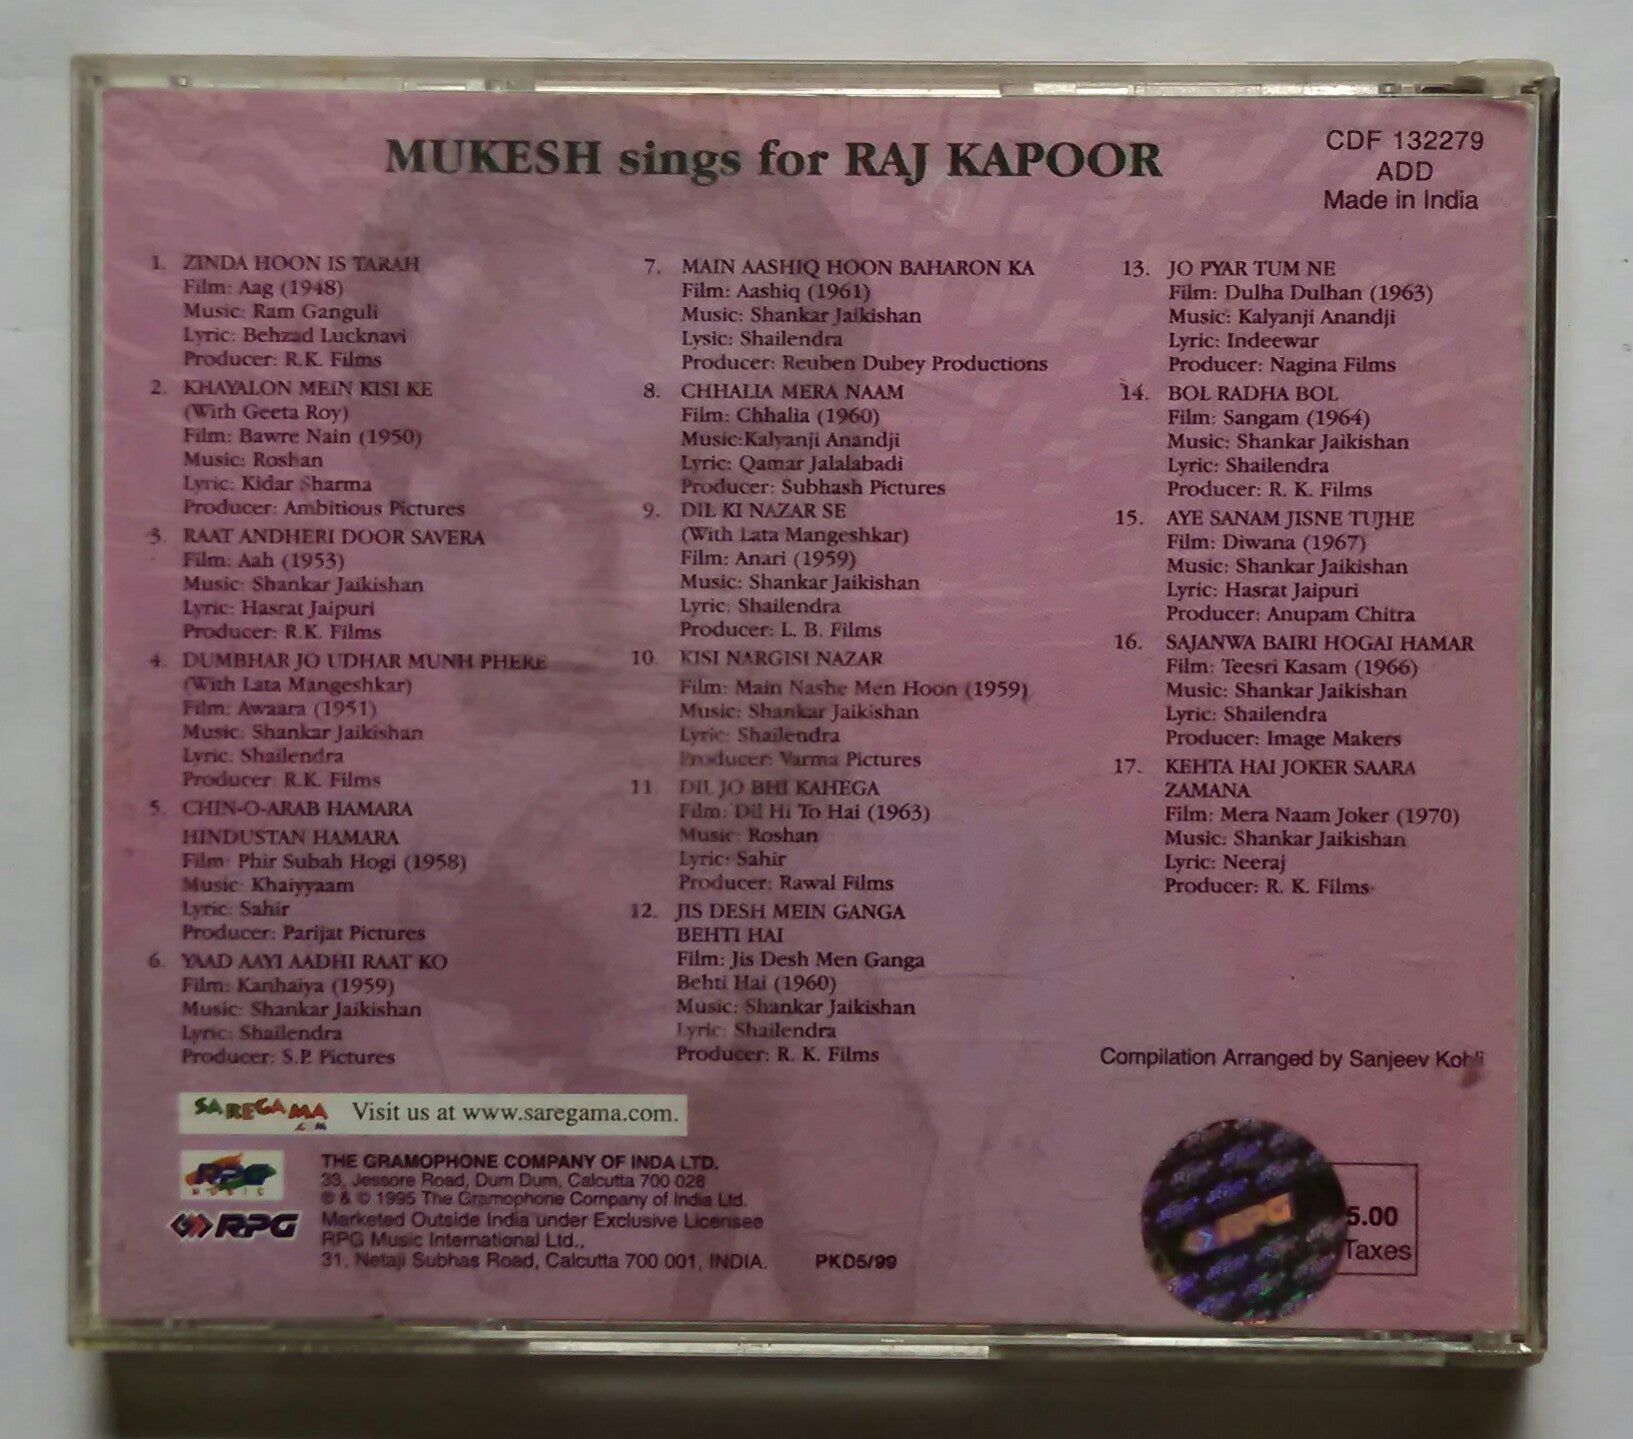 MUKESH sings for RAJ KAPOOR
CDF 132279
ADD
Made in India
1. ZINDA HOON IS TARAH
Film: Aag (1948)
Music: Ram Ganguli
Lyric: Behzad Lucknavi
Producer: R.K. Films
2. KHAYALON MEIN KISI KE
(With Geeta Roy)
Film: Bawre Nain (1950)
Music: Roshan
Lyric: Kidar Sharma
Producer: Ambitious Pictures
3. RAAT ANDHERI DOOR SAVERA
Film: Aah (1953)
Music: Shankar Jaikishan
Lyric: Hasrat Jaipuri
Producer: R.K. Films
4. DUMBHAR JO UDHAR MUNH PHERE
(With Lata Mangeshkar)
Film: Awaara (1951)
Music: Shankar Jaikishan
Lyric: Shailendra
Producer: R.K. Films
5. CHIN-O-ARAB HAMARA
HINDUSTAN HAMARA
Film: Phir Subah Hogi (1958)
Music: Khaiyyaam
Lyric: Sahir
Producer: Parijat Pictures
6. YAAD AAYI AADHI RAAT KO
Film: Kanhaiya (1959)
Music: Shankar Jaikishan
Lyric: Shailendra
Producer: S.P. Pictures
7. MAIN AASHIQ HOON BAHARON KA
Film: Aashiq (1961)
Music: Shankar Jaikishan
Lysic: Shailendra
Producer: Reuben Dubey Productions
8. CHHALIA MERA NAAM
Film: Chhalia (1960)
Music:Kalyanji Anandji
Lyric: Qamar Jalalabadi
Producer: Subhash Pictures
9. DIL KI NAZAR SE
(With Lata Mangeshkar)
Film: Anari (1959)
Music: Shankar Jaikishan
Lyric: Shailendra
Producer: L. B. Films
10. KISI NARGISI NAZAR
Film: Main Nashe Men Hoon (1959)
Music: Shankar Jaikishan
Lyric: Shailendra
Producer: Varma Pictures
11. DIL JO BHI KAHEGA
Film: Dil Hi To Hai (1963)
Music: Roshan
Lyric: Sahir
Producer: Rawal Films
12. JIS DESH MEIN GANGA
BEHTI HAI
Film: Jis Desh Men Ganga
Behti Hai (1960)
Music: Shankar Jaikishan
Lyric: Shailendra
Producer: R. K. Films
13. JO PYAR TUM NE
Film: Dulha Dulhan (1963)
Music: Kalyanji Anandji
Lyric: Indeewar
Producer: Nagina Films
14. BOL RADHA BOL
Film: Sangam (1964)
Music: Shankar Jaikishan
Lyric: Shailendra
Producer: R. K. Films
15. AYE SANAM JISNE TUJHE
Film: Diwana (1967)
Music: Shankar Jaikishan
Lyric: Hasrat Jaipuri
Producer: Anupam Chitra
16. SAJANWA BAIRI HOGAI HAMAR
Film: Teesri Kasam (1966)
Music: Shankar Jaikishan
Lyric: Shailendra
Producer: Image Makers
17. KEHTA HAI JOKER SAARA
ZAMANA
Film: Mera Naam Joker (1970)
Music: Shankar Jaikishan
Lyric: Neeraj
Producer: R. K. Films
Compilation Arranged by Sanjeev Kohli
SAREGAMA Visit us at www.saregama.com.
.COM
RPG
MUSIC
RPG
THE GRAMOPHONE COMPANY OF INDA LTD.
33, Jessore Road, Dum Dum, Calcutta 700 028
℗ & © 1995 The Gramophone Company of India Ltd.
Marketed Outside India under Exclusive Licensee
RPG Music International Ltd.,
31, Netaji Subhas Road, Calcutta 700 001, INDIA. PKD5/99
RPG
5.00
Taxes